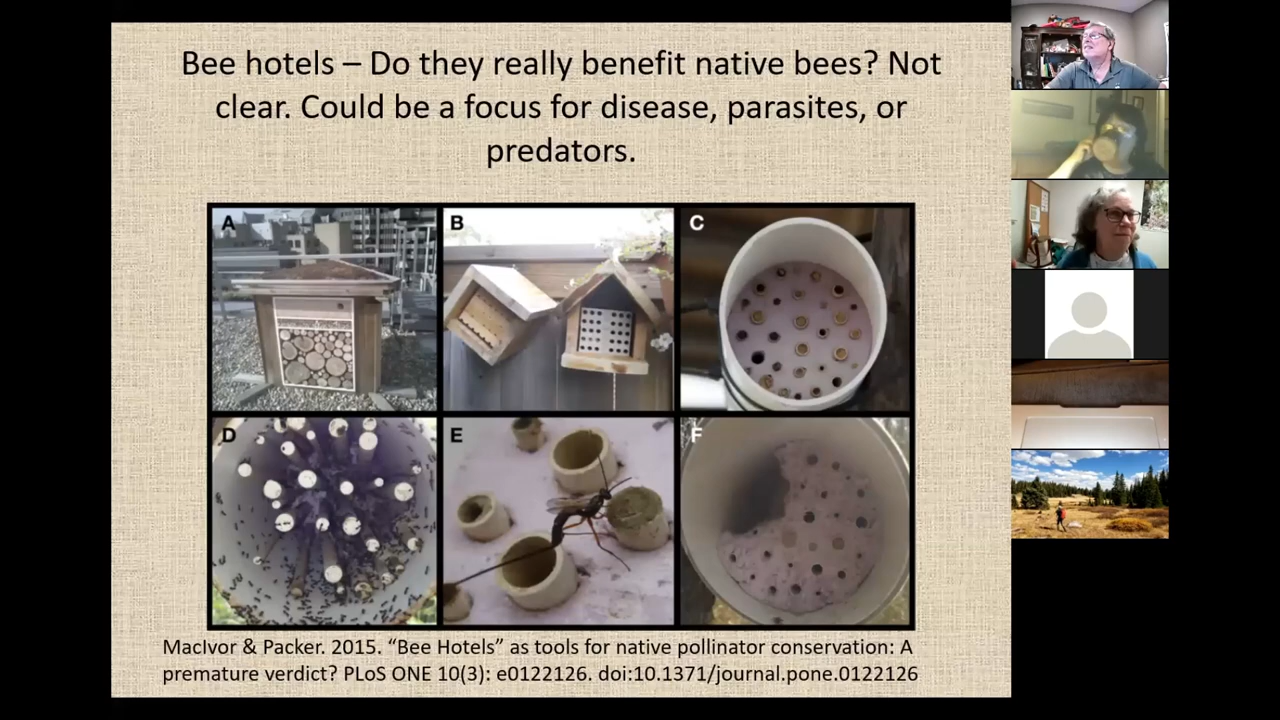 Bee hotels – Do they really benefit native bees? Not
clear. Could be a focus for disease, parasites, or
predators.
A
B
C
D
E
F
MacIvor & Packer. 2015. “Bee Hotels” as tools for native pollinator conservation: A
premature verdict? PLoS ONE 10(3): e0122126. doi:10.1371/journal.pone.0122126